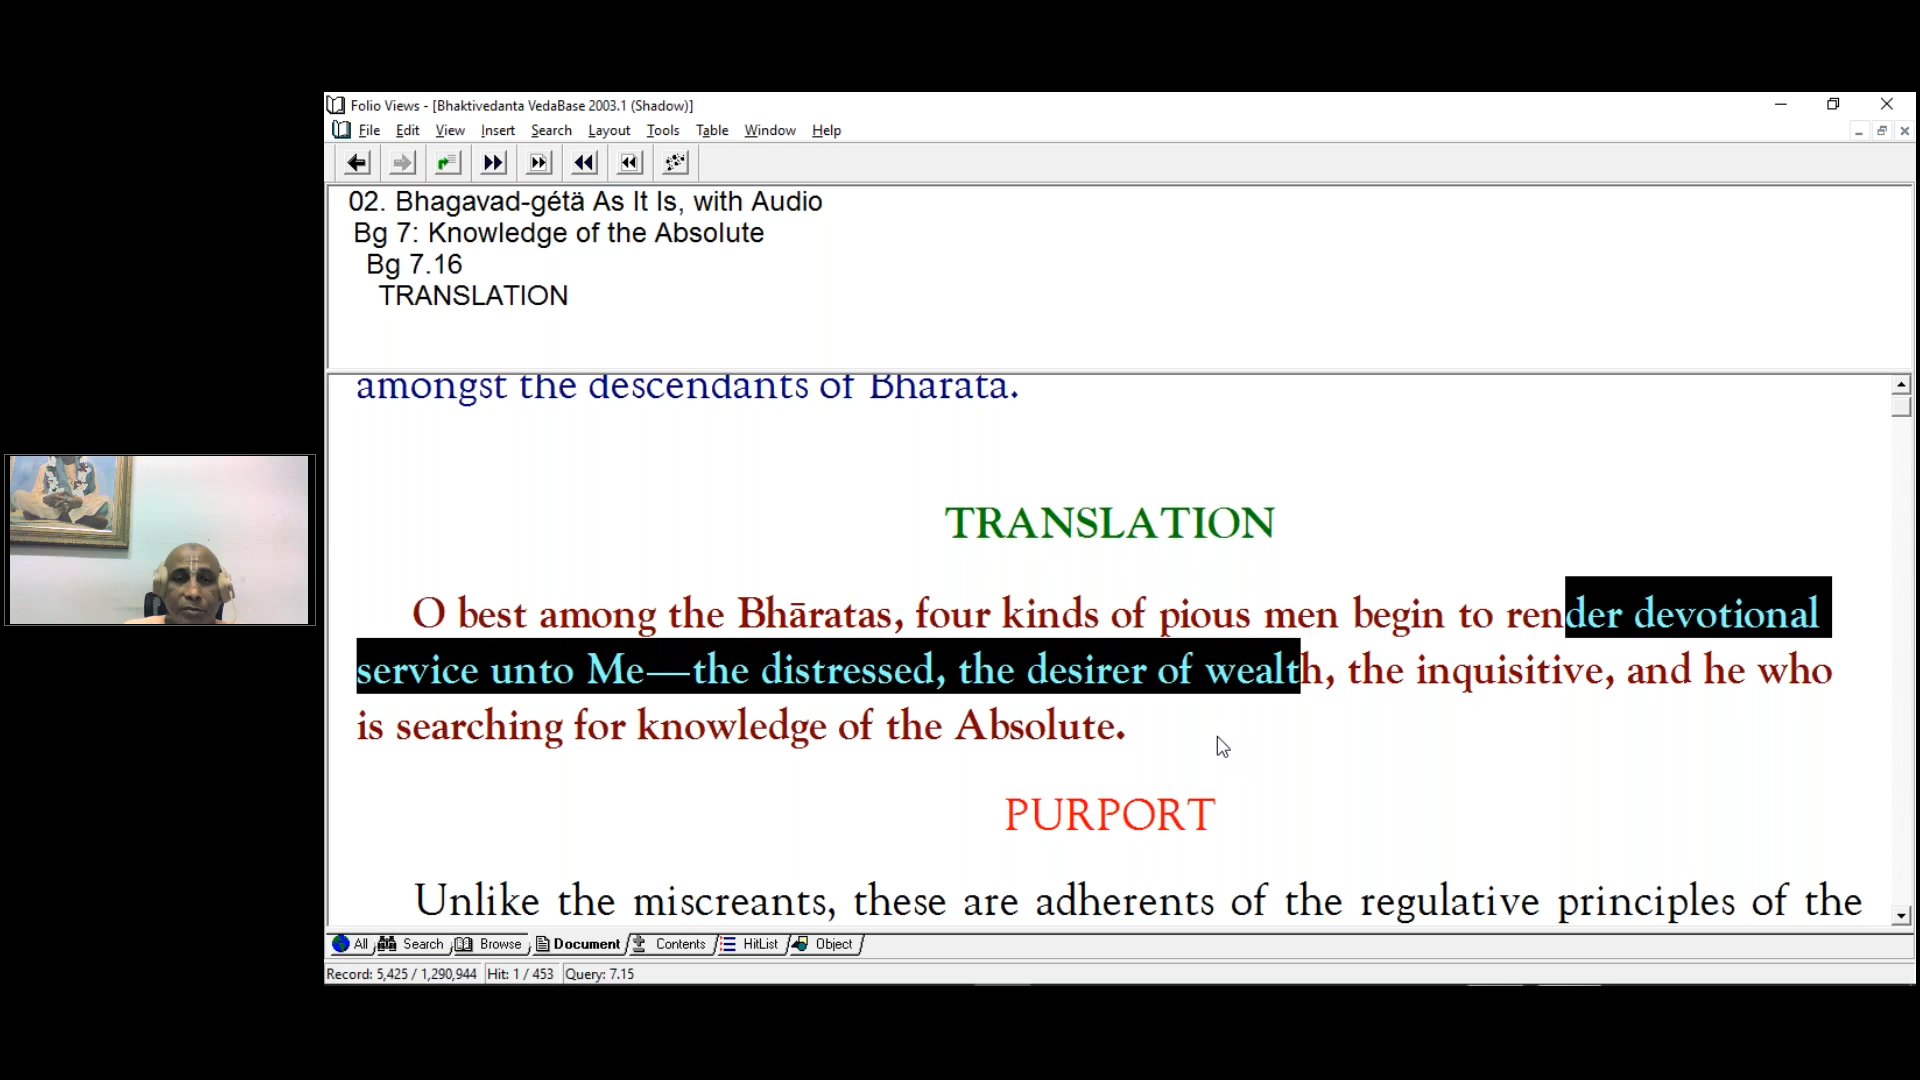 Folio Views - [Bhaktivedanta VedaBase 2003.1 (Shadow)]
File Edit View Insert Search Layout Tools Table Window Help
02. Bhagavad-gétä As It Is, with Audio
Bg 7: Knowledge of the Absolute
Bg 7.16
TRANSLATION
amongst the descendants of Bharata.
TRANSLATION
O best among the Bhāratas, four kinds of pious men begin to render devotional
service unto Me—the distressed, the desirer of wealth, the inquisitive, and he who
is searching for knowledge of the Absolute.
PURPORT
Unlike the miscreants, these are adherents of the regulative principles of the
All Search Browse Document Contents HitList Object
Record: 5,425 / 1,290,944 Hit: 1 / 453 Query: 7.15